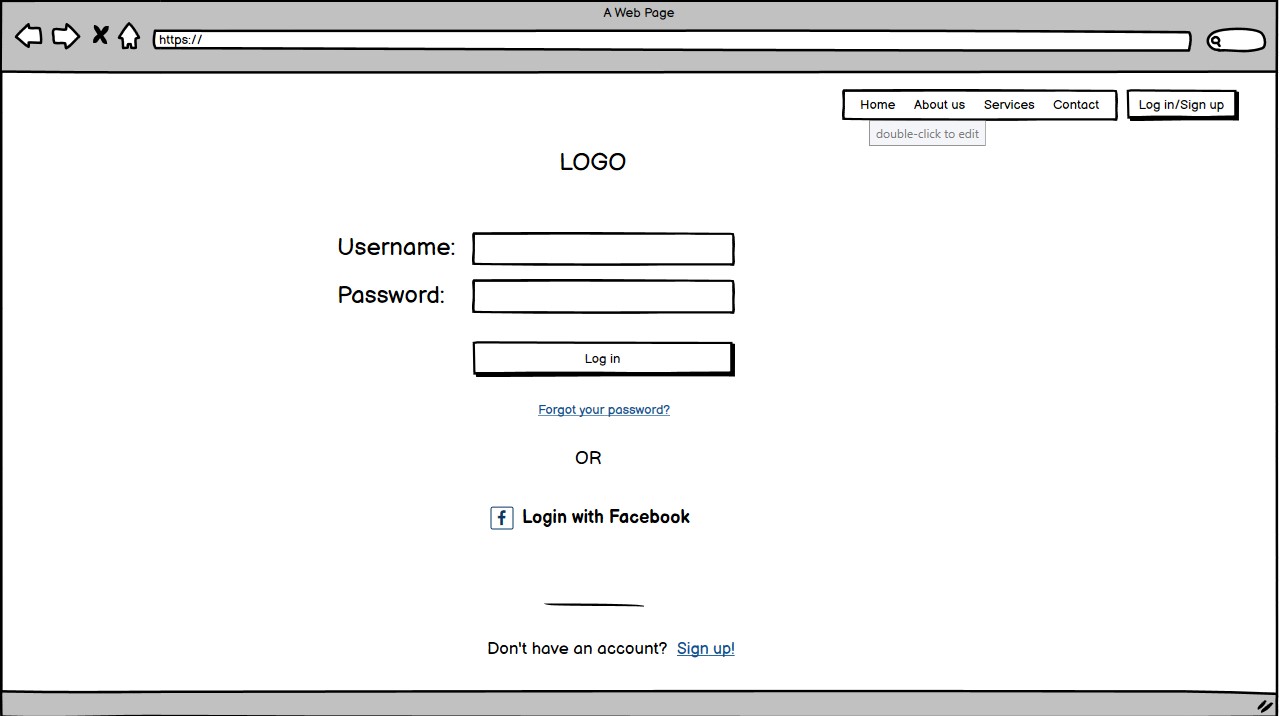 A Web Page
https://
Home About us Services Contact Log in/Sign up
double-click to edit
LOGO
Username:
Password:
Log in
Forgot your password?
OR
f Login with Facebook
Don't have an account? Sign up!